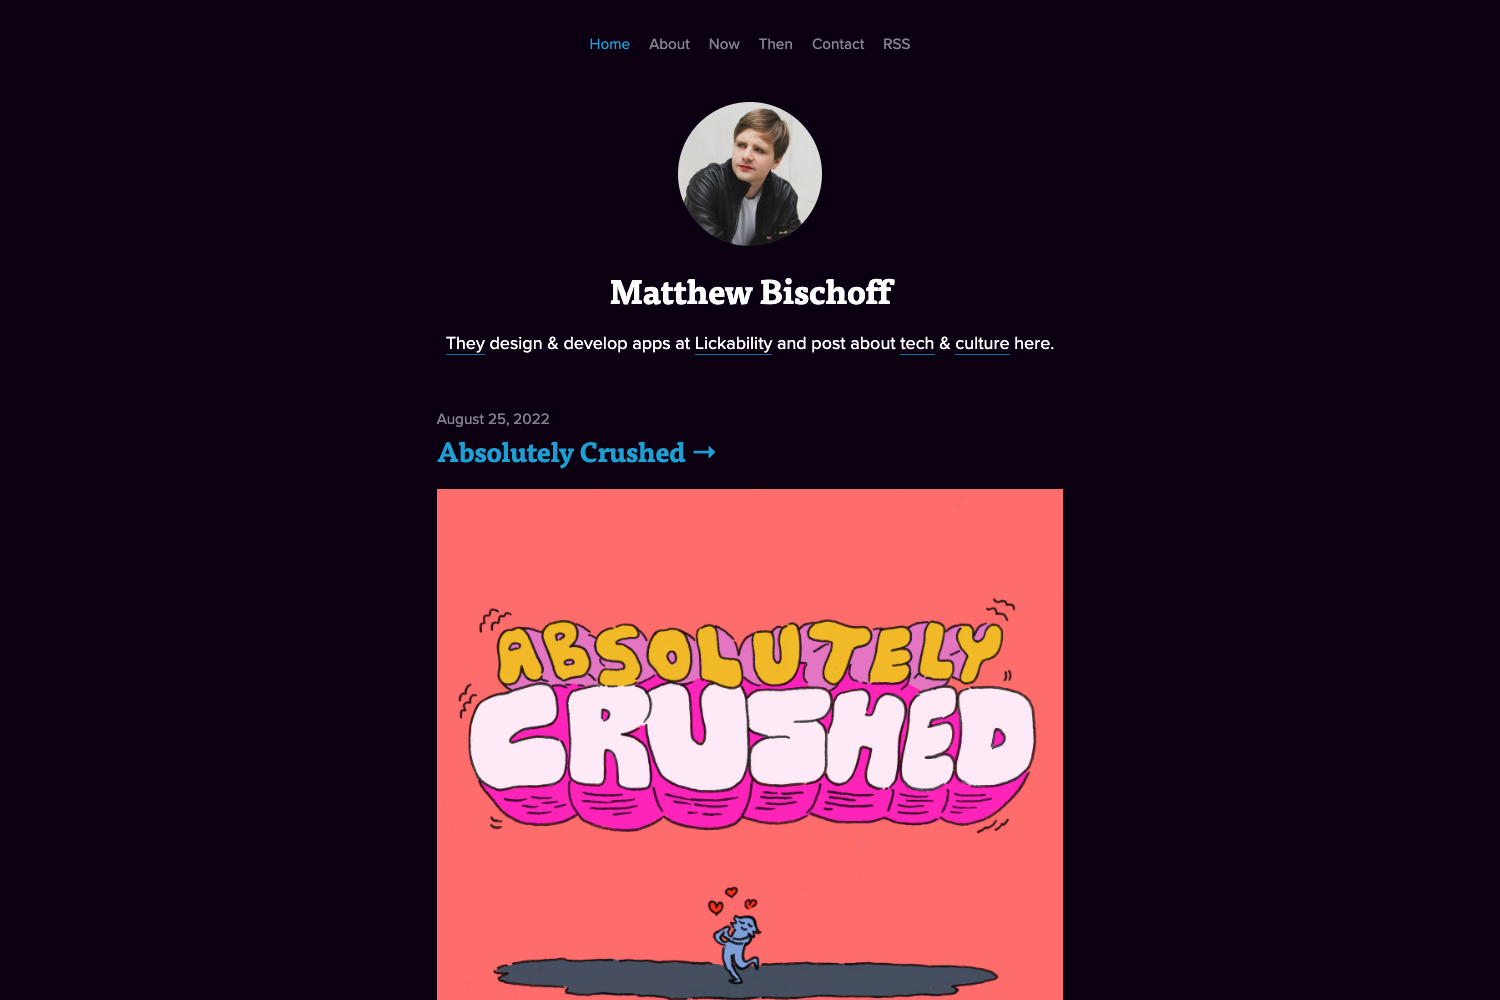 Home About Now Then Contact RSS
Matthew Bischoff
They design & develop apps at Lickability and post about tech & culture here.
August 25, 2022
Absolutely Crushed →
ABSOLUTELY
CRUSHED